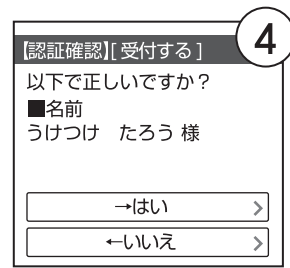 ④
【認証確認】[ 受付する ]
以下で正しいですか？
■名前
うけつけ　たろう 様
→はい >
←いいえ >